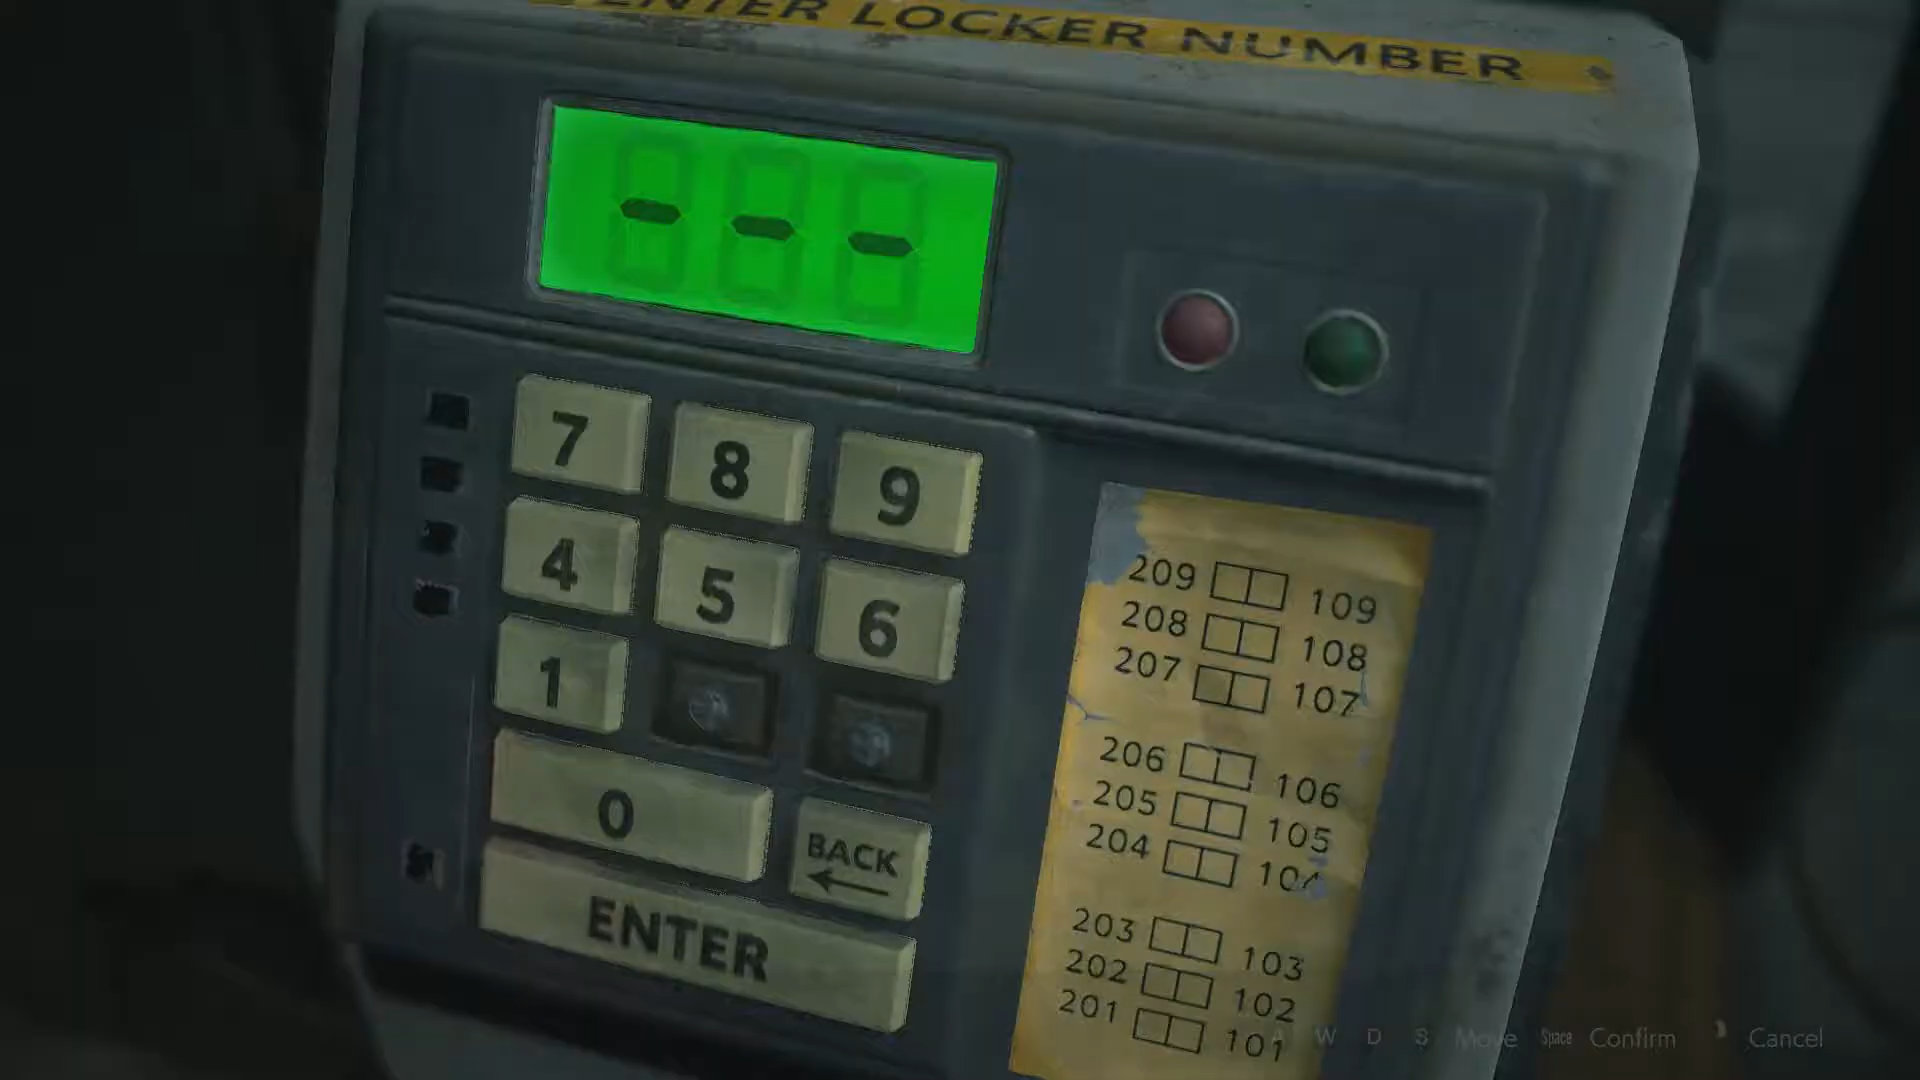 ENTER LOCKER NUMBER
7 8 9
4 5 6
1
0
BACK
ENTER
209 109
208 108
207 107
206 106
205 105
204 104
203 103
202 102
201 101
W D S Move Space Confirm Cancel